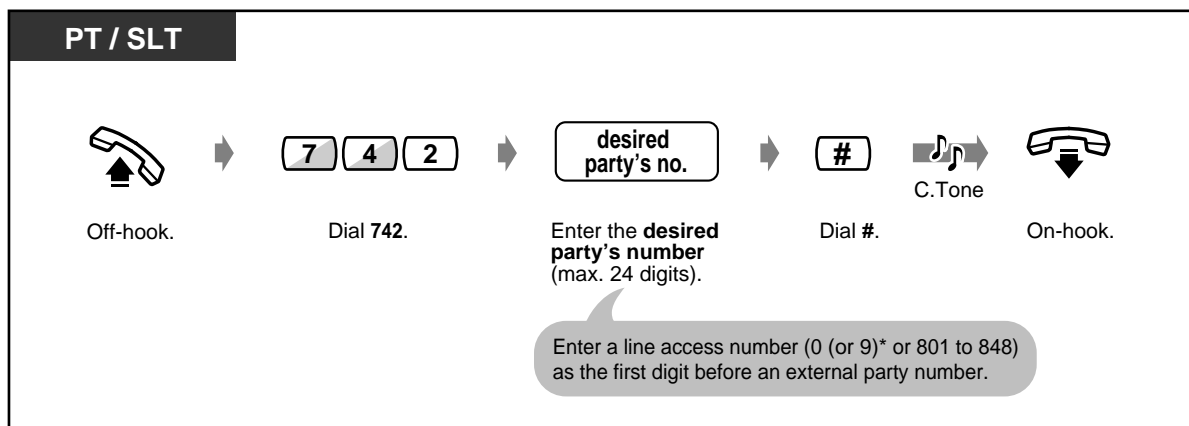 PT / SLT
7 4 2
desired
party's no.
#
C.Tone
Off-hook.
Dial 742.
Enter the desired
party's number
(max. 24 digits).
Dial #.
On-hook.
Enter a line access number (0 (or 9)* or 801 to 848)
as the first digit before an external party number.